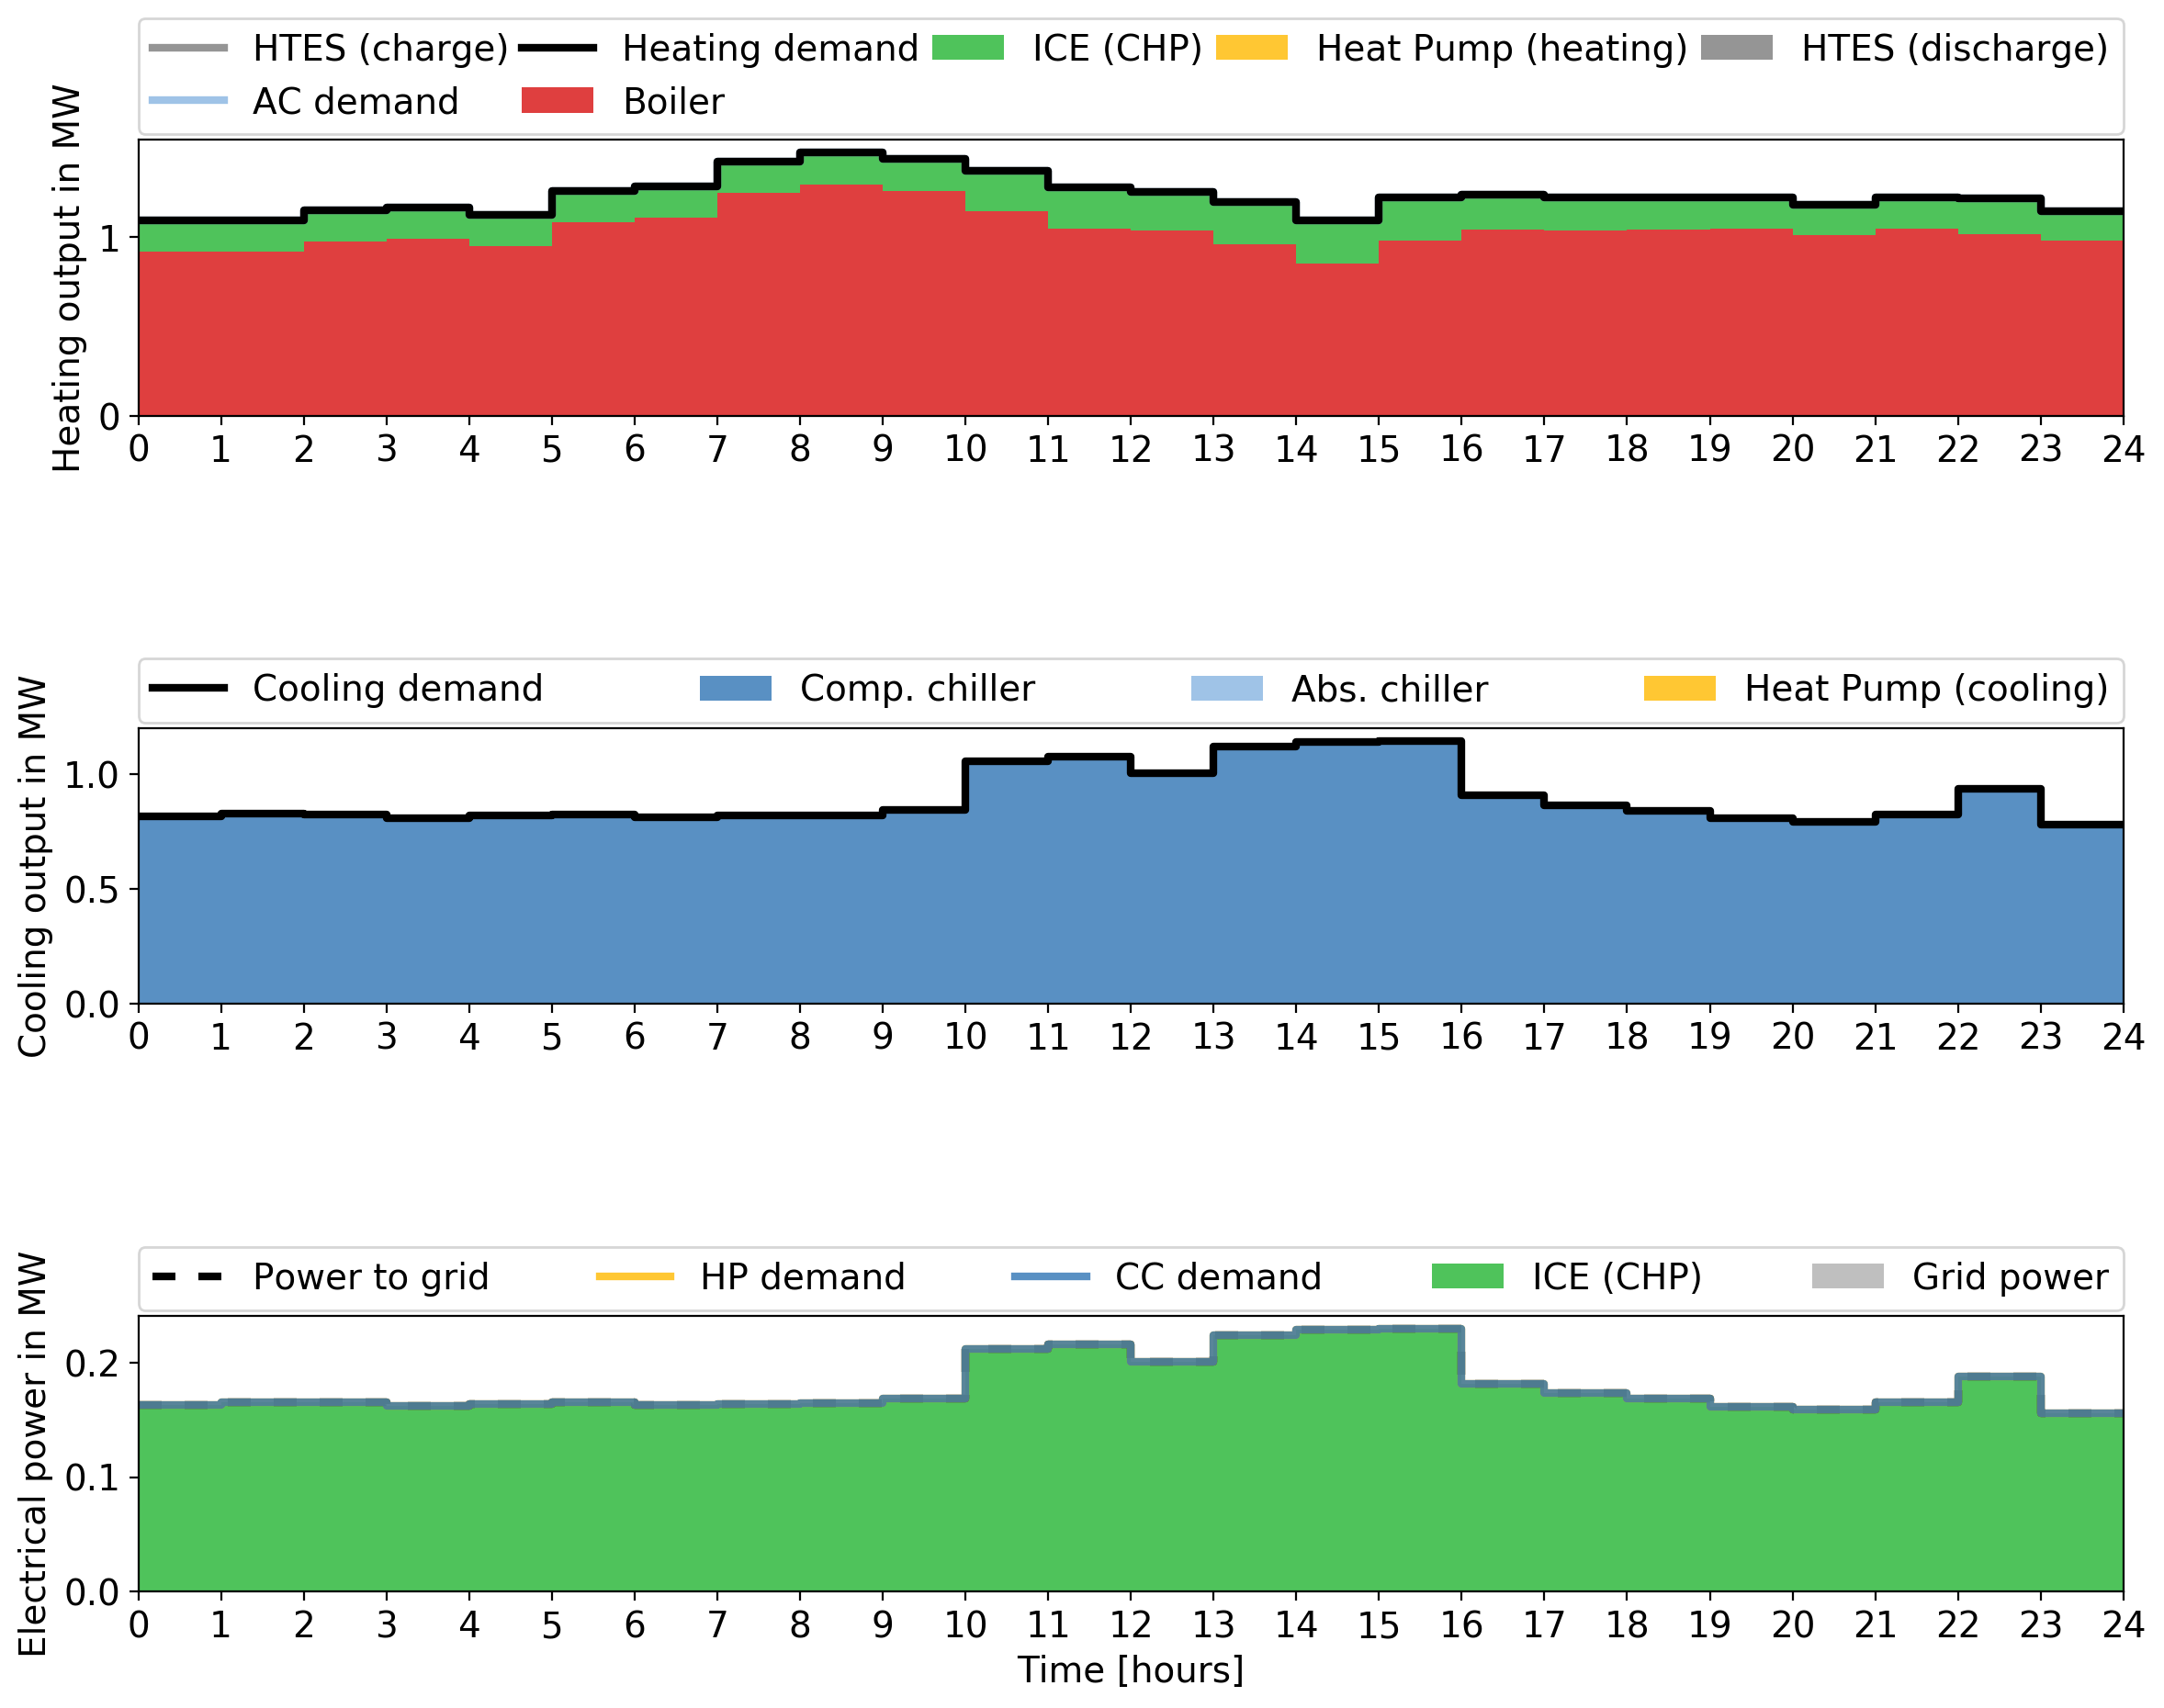 HTES (charge) Heating demand ICE (CHP) Heat Pump (heating) HTES (discharge)
AC demand Boiler
Heating output in MW
1
0
0 1 2 3 4 5 6 7 8 9 10 11 12 13 14 15 16 17 18 19 20 21 22 23 24
Cooling demand Comp. chiller Abs. chiller Heat Pump (cooling)
Cooling output in MW
1.0
0.5
0.0
0 1 2 3 4 5 6 7 8 9 10 11 12 13 14 15 16 17 18 19 20 21 22 23 24
Power to grid HP demand CC demand ICE (CHP) Grid power
Electrical power in MW
0.2
0.1
0.0
0 1 2 3 4 5 6 7 8 9 10 11 12 13 14 15 16 17 18 19 20 21 22 23 24
Time [hours]